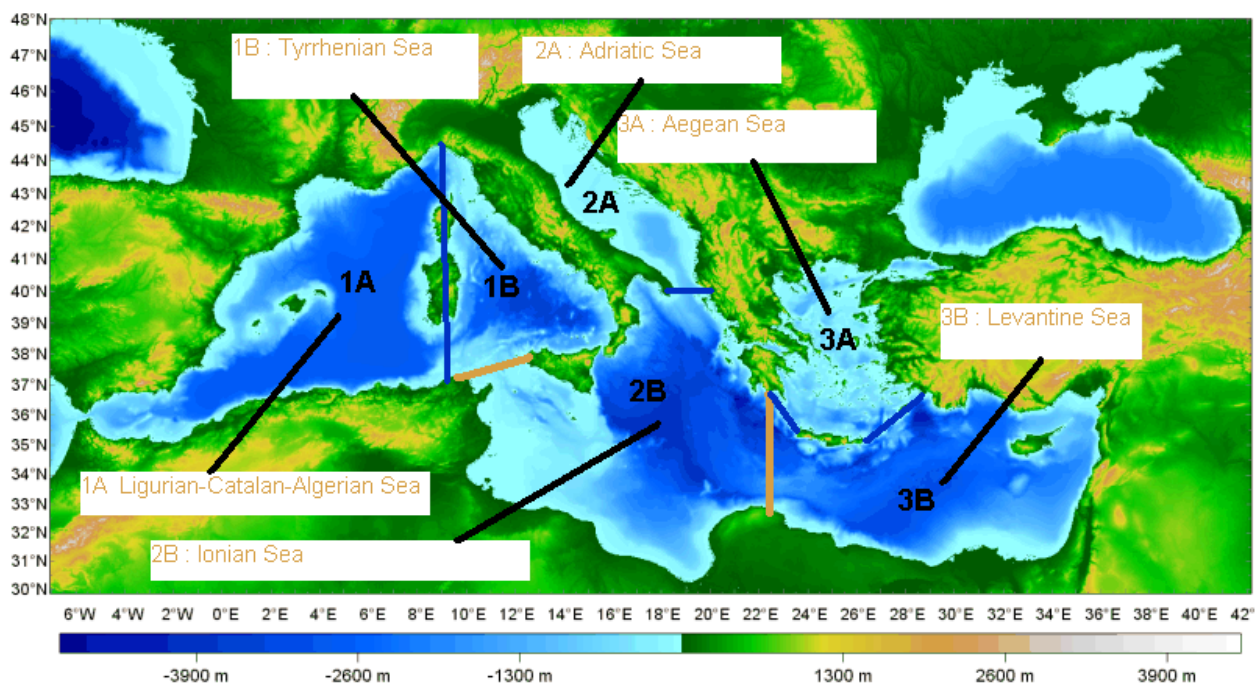 48°N
47°N
46°N
45°N
44°N
43°N
42°N
41°N
40°N
39°N
38°N
37°N
36°N
35°N
34°N
33°N
32°N
31°N
30°N
1B : Tyrrhenian Sea
2A : Adriatic Sea
3A : Aegean Sea
2A
1A
1B
3B : Levantine Sea
3A
2B
1A Ligurian-Catalan-Algerian Sea
3B
2B : Ionian Sea
6°W 4°W 2°W 0°E 2°E 4°E 6°E 8°E 10°E 12°E 14°E 16°E 18°E 20°E 22°E 24°E 26°E 28°E 30°E 32°E 34°E 36°E 38°E 40°E 42°
-3900 m -2600 m -1300 m 1300 m 2600 m 3900 m